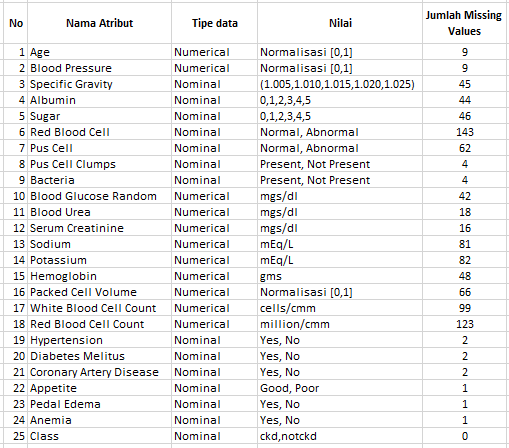 No Nama Atribut Tipe data Nilai Jumlah Missing Values
1 Age Numerical Normalisasi [0,1] 9
2 Blood Pressure Numerical Normalisasi [0,1] 9
3 Specific Gravity Nominal (1.005,1.010,1.015,1.020,1.025) 45
4 Albumin Nominal 0,1,2,3,4,5 44
5 Sugar Nominal 0,1,2,3,4,5 46
6 Red Blood Cell Nominal Normal, Abnormal 143
7 Pus Cell Nominal Normal, Abnormal 62
8 Pus Cell Clumps Nominal Present, Not Present 4
9 Bacteria Nominal Present, Not Present 4
10 Blood Glucose Random Numerical mgs/dl 42
11 Blood Urea Numerical mgs/dl 18
12 Serum Creatinine Numerical mgs/dl 16
13 Sodium Numerical mEq/L 81
14 Potassium Numerical mEq/L 82
15 Hemoglobin Numerical gms 48
16 Packed Cell Volume Numerical Normalisasi [0,1] 66
17 White Blood Cell Count Numerical cells/cmm 99
18 Red Blood Cell Count Numerical million/cmm 123
19 Hypertension Nominal Yes, No 2
20 Diabetes Melitus Nominal Yes, No 2
21 Coronary Artery Disease Nominal Yes, No 2
22 Appetite Nominal Good, Poor 1
23 Pedal Edema Nominal Yes, No 1
24 Anemia Nominal Yes, No 1
25 Class Nominal ckd,notckd 0